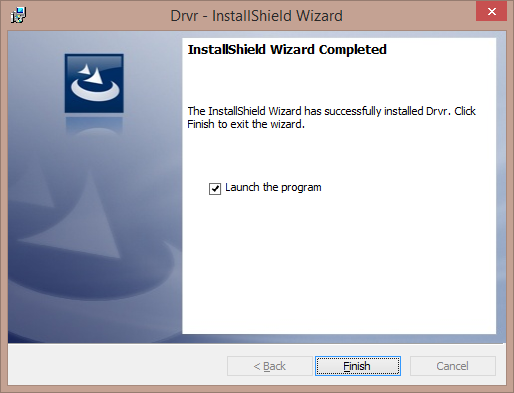 Drvr - InstallShield Wizard
InstallShield Wizard Completed
The InstallShield Wizard has successfully installed Drvr. Click
Finish to exit the wizard.
Launch the program
< Back
Finish
Cancel